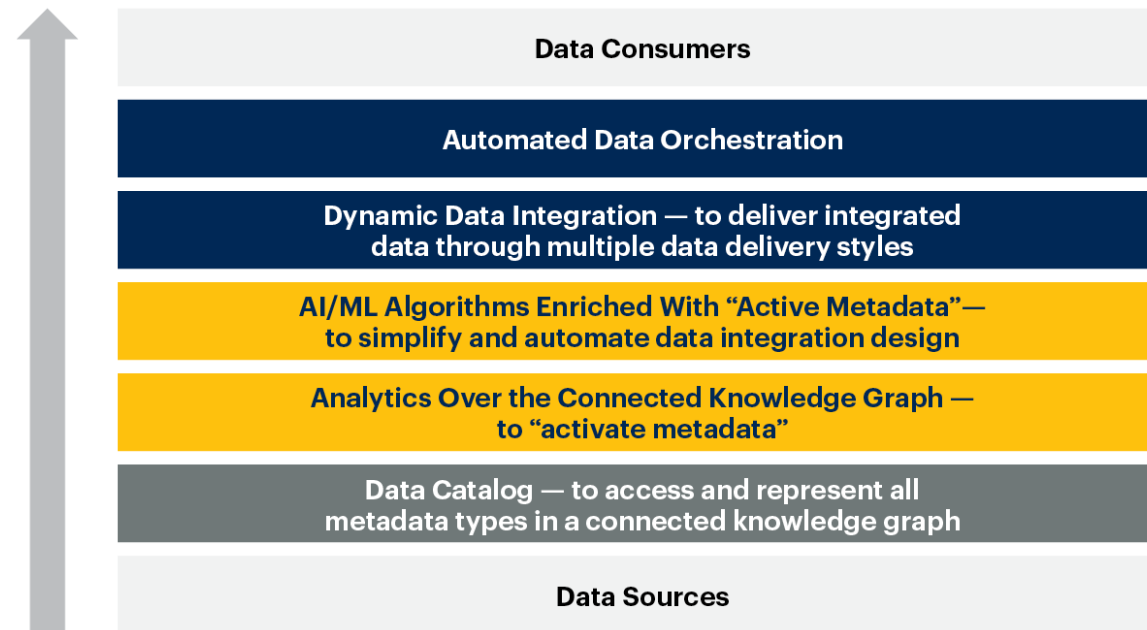 Data Consumers
Automated Data Orchestration
Dynamic Data Integration — to deliver integrated
data through multiple data delivery styles
AI/ML Algorithms Enriched With “Active Metadata”—
to simplify and automate data integration design
Analytics Over the Connected Knowledge Graph —
to “activate metadata”
Data Catalog — to access and represent all
metadata types in a connected knowledge graph
Data Sources